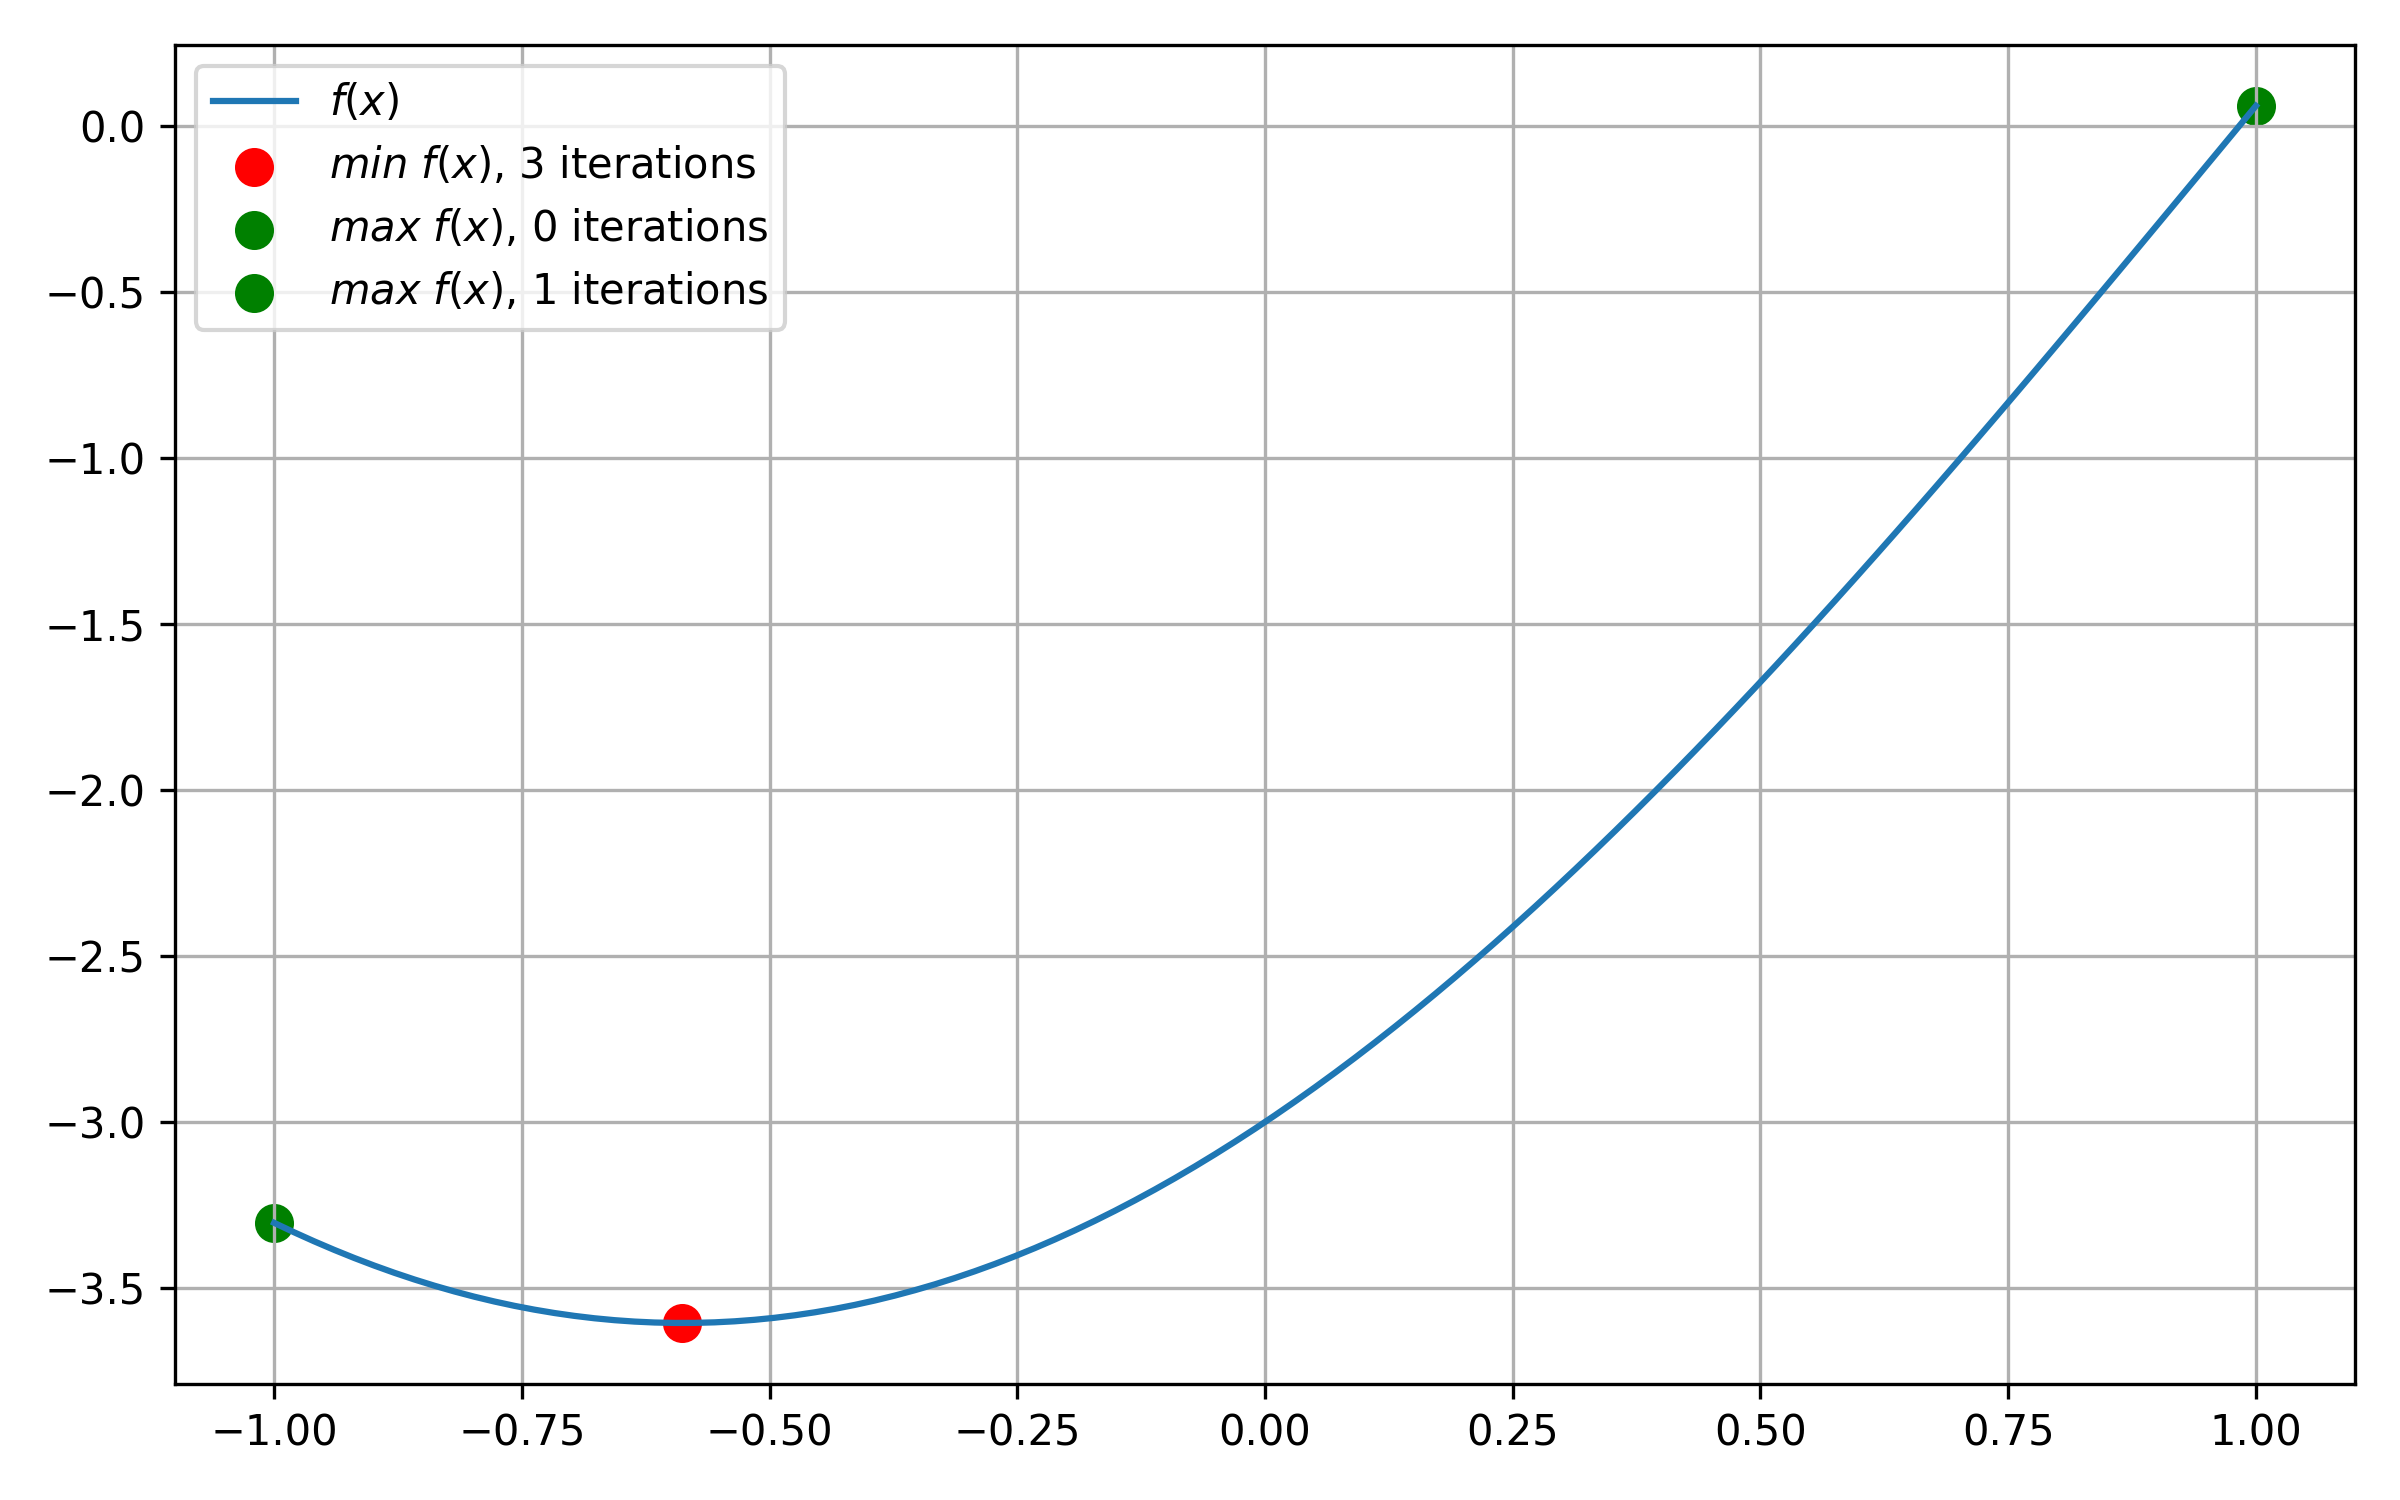 f(x)
min f(x), 3 iterations
max f(x), 0 iterations
max f(x), 1 iterations
0.0
−0.5
−1.0
−1.5
−2.0
−2.5
−3.0
−3.5
−1.00 −0.75 −0.50 −0.25 0.00 0.25 0.50 0.75 1.00